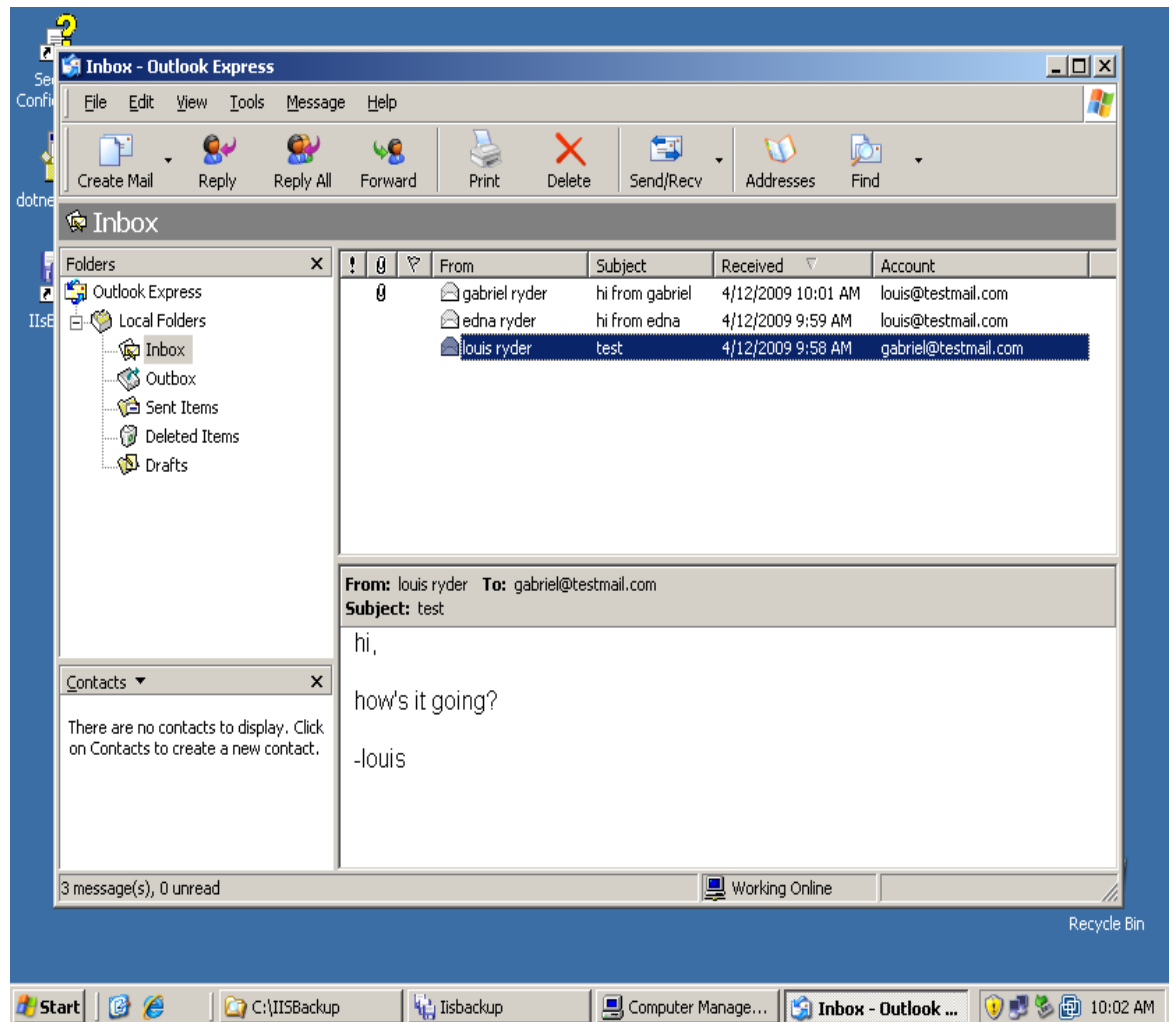 Se
Confi
dotne
IIsE
Inbox - Outlook Express
File Edit View Tools Message Help
Create Mail Reply Reply All Forward Print Delete Send/Recv Addresses Find
Inbox
Folders
Outlook Express
Local Folders
Inbox
Outbox
Sent Items
Deleted Items
Drafts
! From Subject Received Account
gabriel ryder hi from gabriel 4/12/2009 10:01 AM louis@testmail.com
edna ryder hi from edna 4/12/2009 9:59 AM louis@testmail.com
louis ryder test 4/12/2009 9:58 AM gabriel@testmail.com
From: louis ryder To: gabriel@testmail.com
Subject: test
hi,
how's it going?
-louis
Contacts
There are no contacts to display. Click
on Contacts to create a new contact.
3 message(s), 0 unread Working Online
Recycle Bin
Start C:\IISBackup Iisbackup Computer Manage... Inbox - Outlook ... 10:02 AM